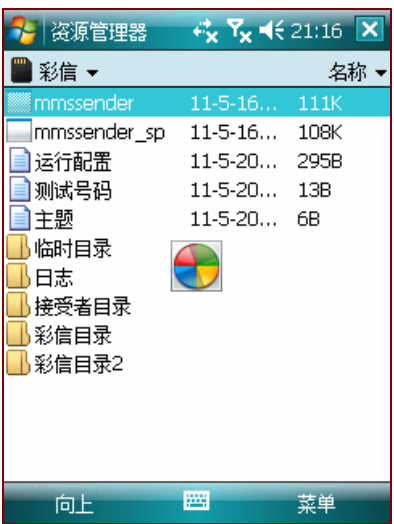 资源管理器 21:16
彩信 名称
mmssender 11-5-16... 111K
mmssender_sp 11-5-16... 108K
运行配置 11-5-20... 295B
测试号码 11-5-20... 13B
主题 11-5-20... 6B
临时目录
日志
接受者目录
彩信目录
彩信目录2
向上 菜单